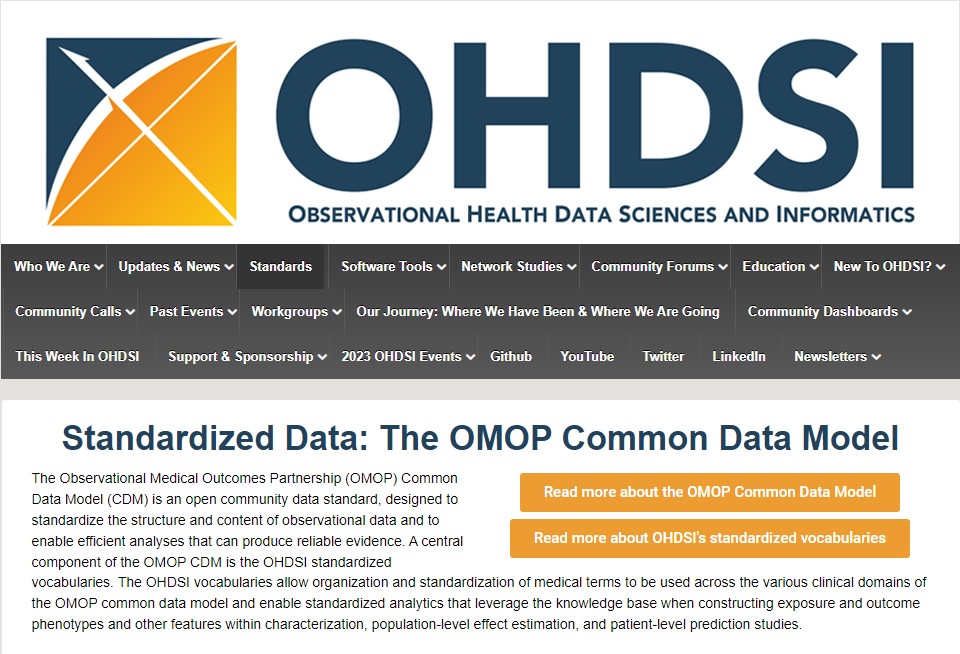 OHDSI
OBSERVATIONAL HEALTH DATA SCIENCES AND INFORMATICS
Who We Are Updates & News Standards Software Tools Network Studies Community Forums Education New To OHDSI?
Community Calls Past Events Workgroups Our Journey: Where We Have Been & Where We Are Going Community Dashboards
This Week In OHDSI Support & Sponsorship 2023 OHDSI Events Github YouTube Twitter LinkedIn Newsletters
Standardized Data: The OMOP Common Data Model
The Observational Medical Outcomes Partnership (OMOP) Common
Data Model (CDM) is an open community data standard, designed to
standardize the structure and content of observational data and to
enable efficient analyses that can produce reliable evidence. A central
component of the OMOP CDM is the OHDSI standardized
vocabularies. The OHDSI vocabularies allow organization and standardization of medical terms to be used across the various clinical domains of
the OMOP common data model and enable standardized analytics that leverage the knowledge base when constructing exposure and outcome
phenotypes and other features within characterization, population-level effect estimation, and patient-level prediction studies.
Read more about the OMOP Common Data Model
Read more about OHDSI's standardized vocabularies